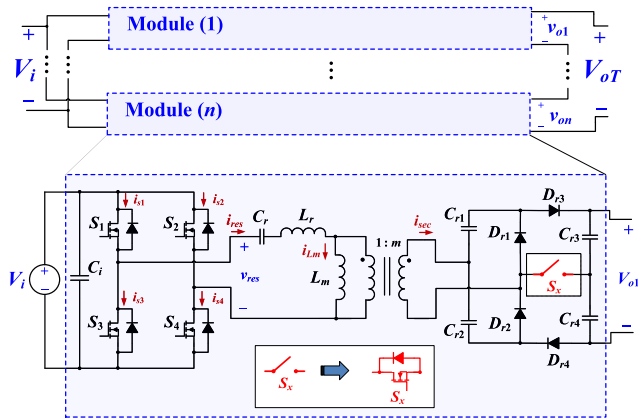 Module (1)
+
+
v_o1
−
+
V_i
V_oT
−
Module (n)
+
v_on
−
−
i_s1
i_s2
S_1
S_2
i_res
C_r
L_r
1 : m
i_sec
C_r1
D_r3
D_r1
C_r3
+
V_i
+
−
C_i
+
v_res
−
i_Lm
L_m
S_x
V_o1
i_s3
i_s4
S_3
S_4
C_r2
D_r2
C_r4
D_r4
−
S_x
S_x